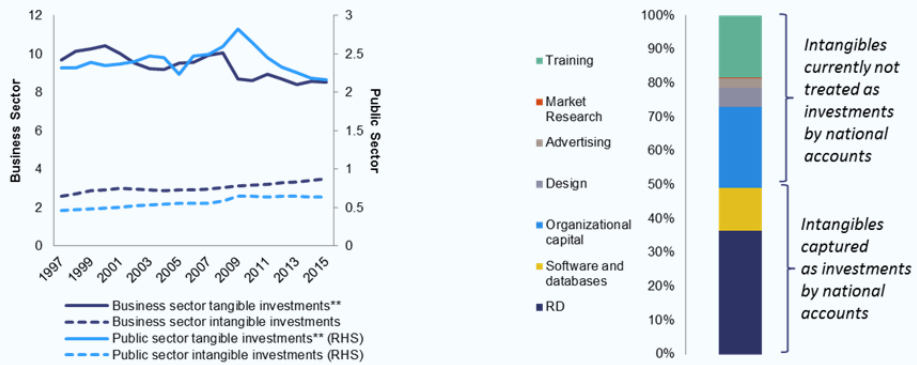 12
10
8
6
4
2
0
Business Sector
3
2.5
2
1.5
1
0.5
0
Public Sector
1997
1999
2001
2003
2005
2007
2009
2011
2013
2015
Business sector tangible investments**
Business sector intangible investments
Public sector tangible investments** (RHS)
Public sector intangible investments (RHS)
Training
Market
Research
Advertising
Design
Organizational
capital
Software and
databases
RD
100%
90%
80%
70%
60%
50%
40%
30%
20%
10%
0%
Intangibles
currently not
treated as
investments
by national
accounts
Intangibles
captured
as investments
by national
accounts